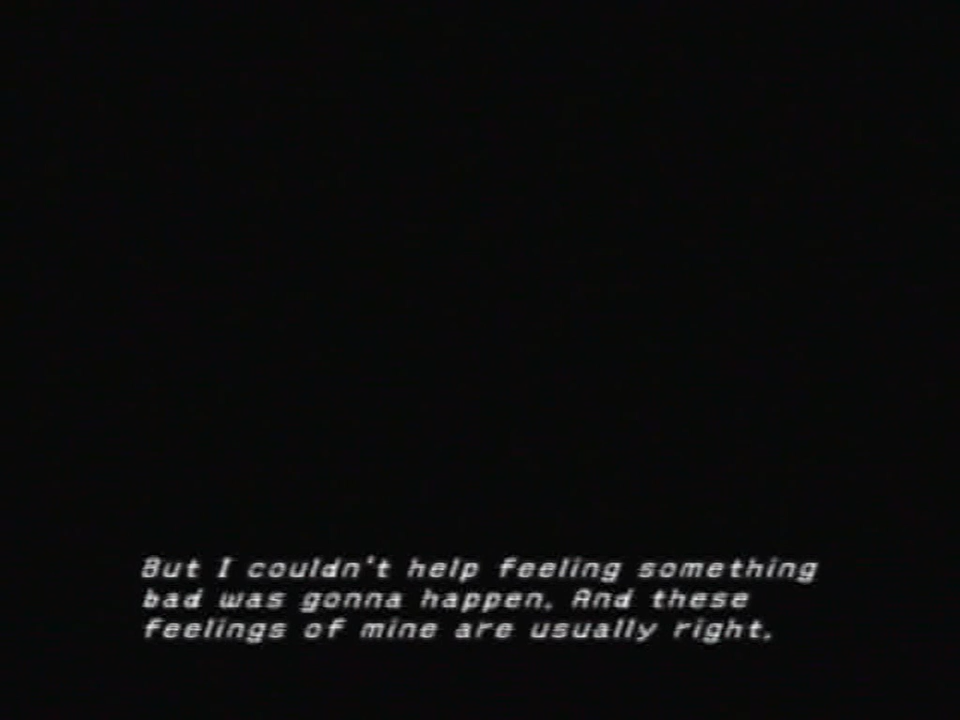 But I couldn't help feeling something
bad was gonna happen. And these
feelings of mine are usually right.